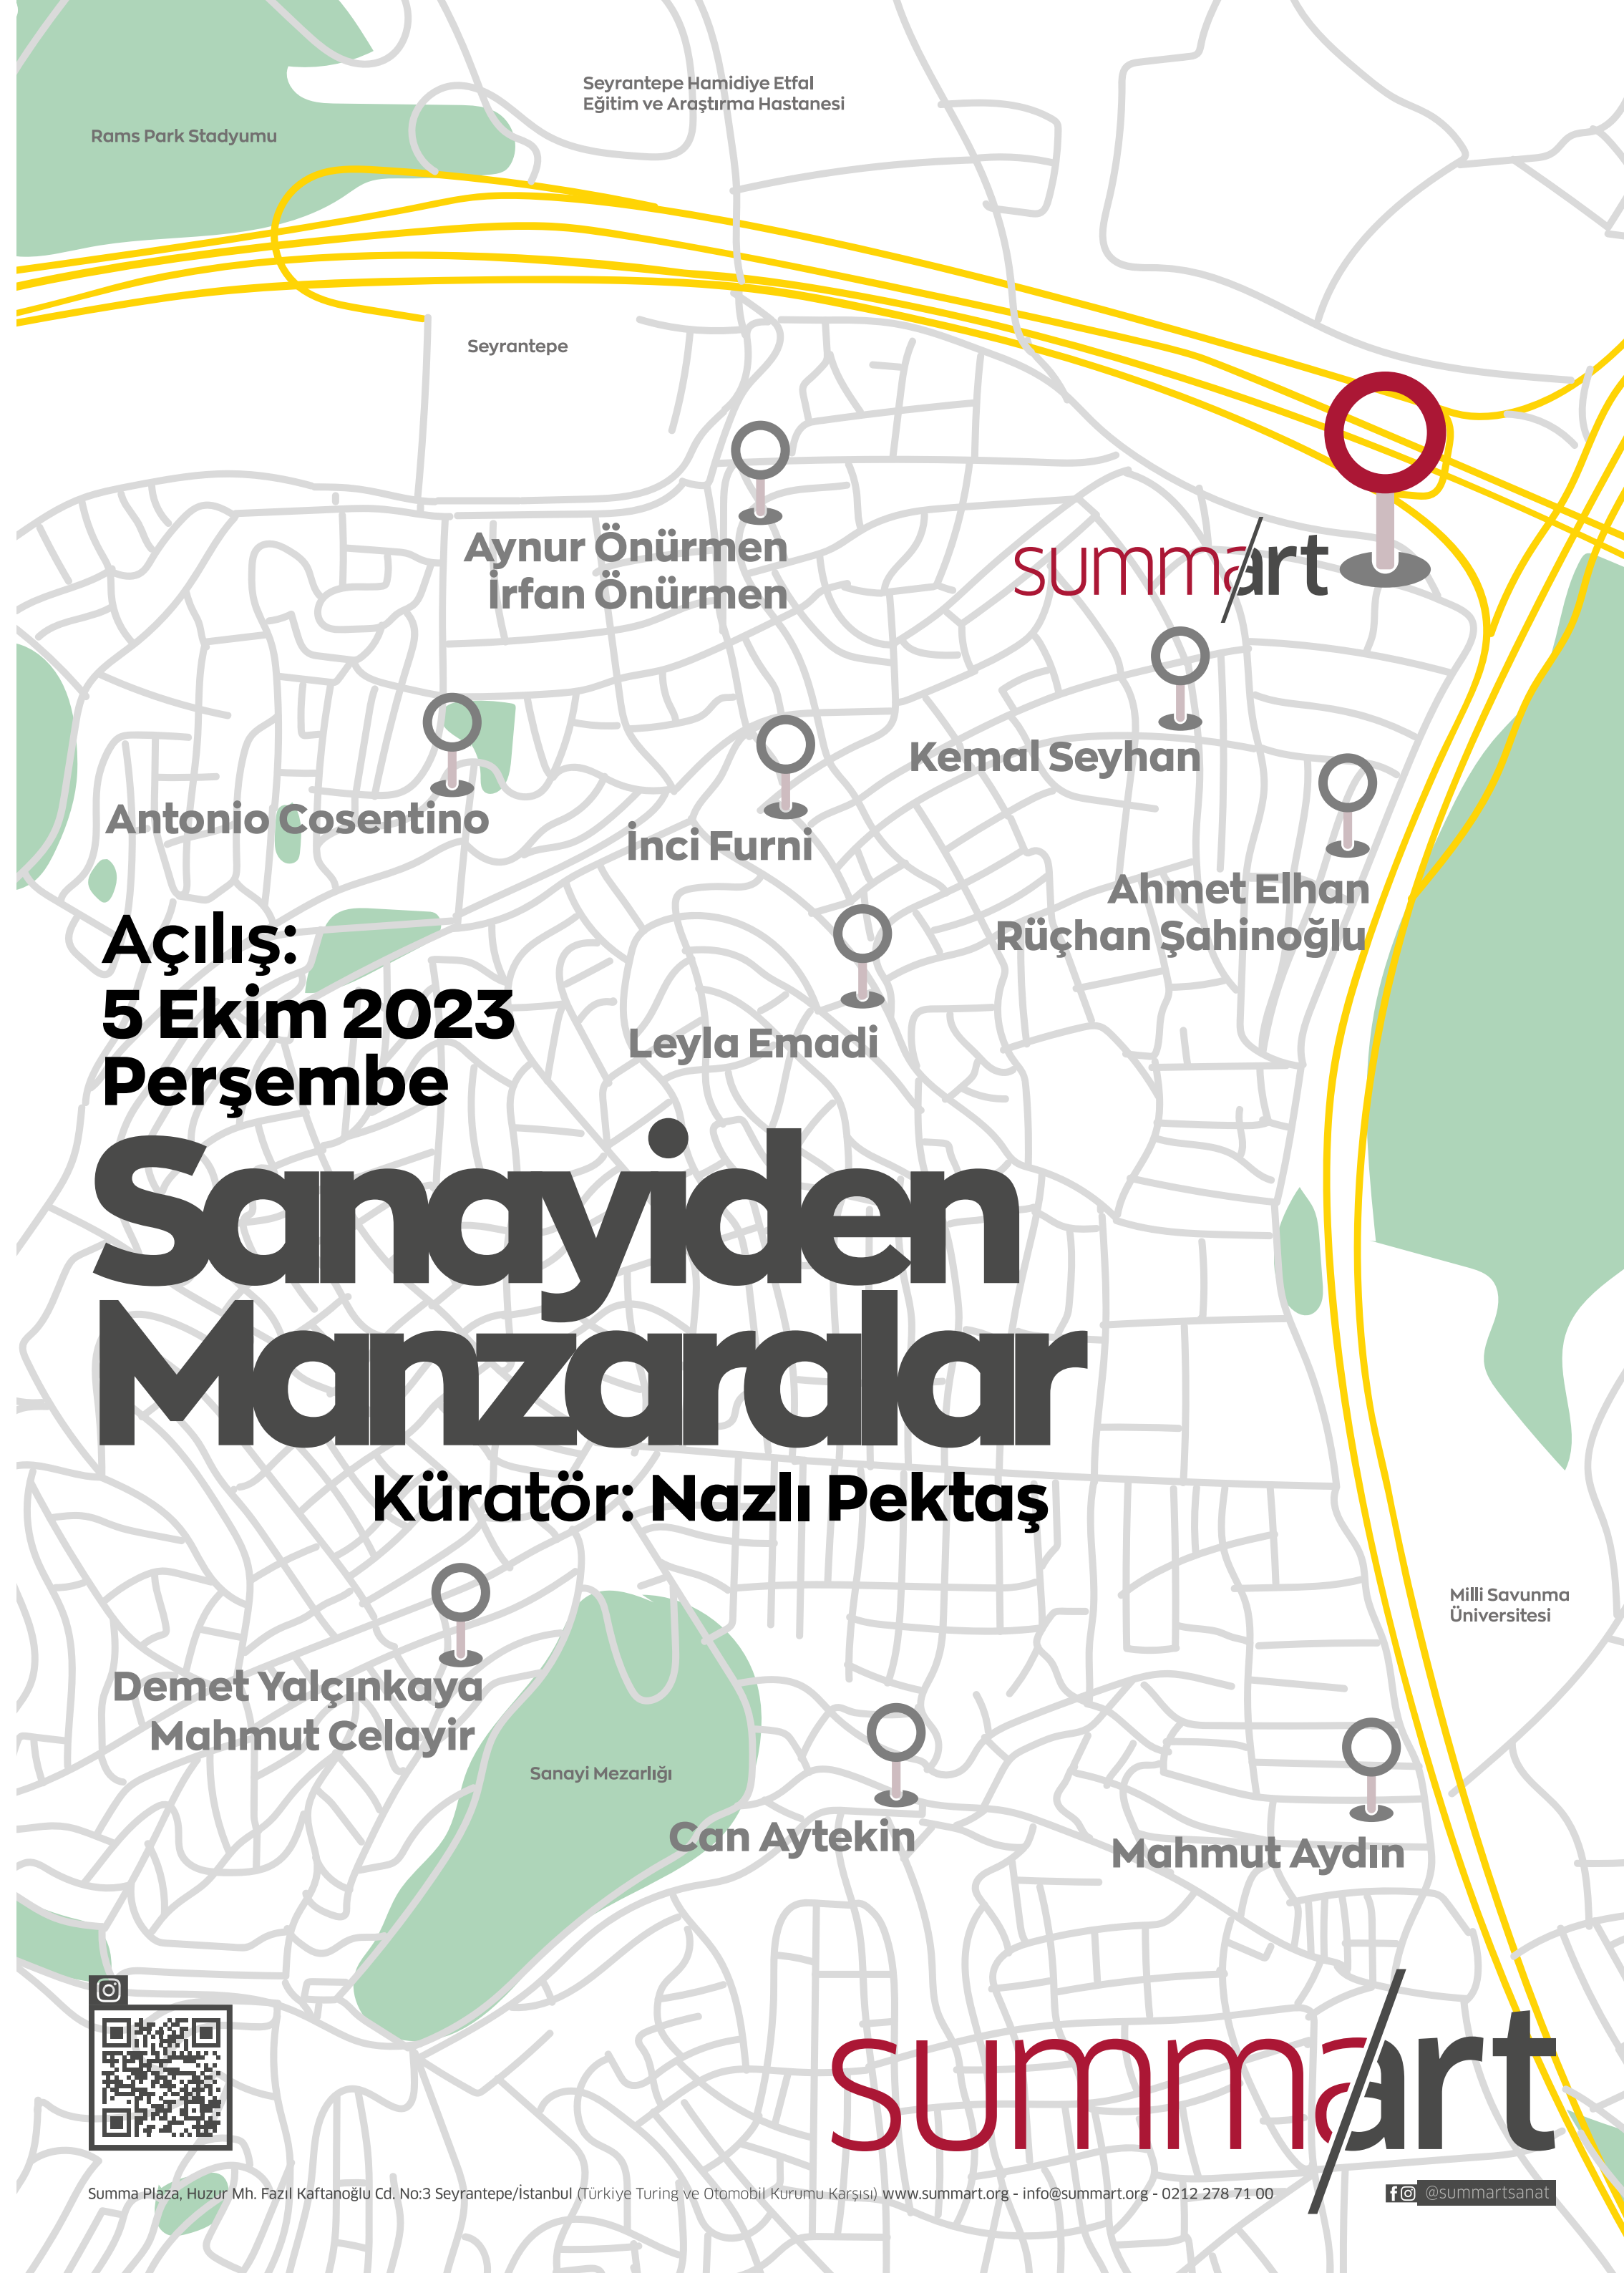 Seyrantepe Hamidiye Etfal
Eğitim ve Araştırma Hastanesi
Rams Park Stadyumu
Seyrantepe
Aynur Önürmen
İrfan Önürmen
summart
Kemal Seyhan
Antonio Cosentino
İnci Furni
Ahmet Elhan
Rüçhan Şahinoğlu
Leyla Emadi
Açılış:
5 Ekim 2023
Perşembe
Sanayiden
Manzaralar
Küratör: Nazlı Pektaş
Milli Savunma
Üniversitesi
Demet Yalçınkaya
Mahmut Celayir
Sanayi Mezarlığı
Can Aytekin
Mahmut Aydın
summart
Summa Plaza, Huzur Mh. Fazıl Kaftanoğlu Cd. No:3 Seyrantepe/İstanbul (Türkiye Turing ve Otomobil Kurumu Karşısı) www.summart.org - info@summart.org - 0212 278 71 00
@summartsanat